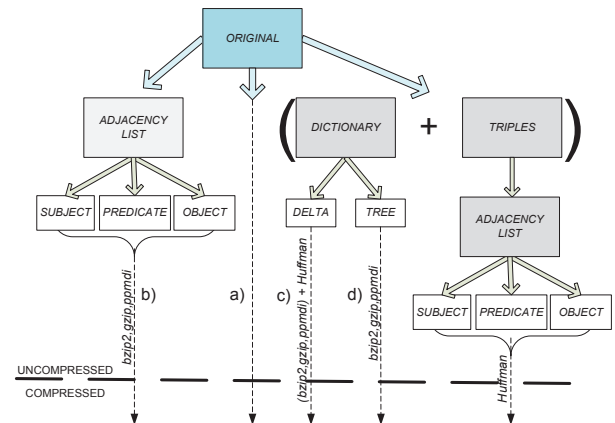 ORIGINAL
ADJACENCY
LIST
(
DICTIONARY
+
TRIPLES
)
SUBJECT
PREDICATE
OBJECT
DELTA
TREE
ADJACENCY
LIST
SUBJECT
PREDICATE
OBJECT
bzip2,gzip,ppmdi
b)
a)
c)
(bzip2,gzip,ppmdi) + Huffman
d)
bzip2,gzip,ppmdi
Huffman
UNCOMPRESSED
COMPRESSED